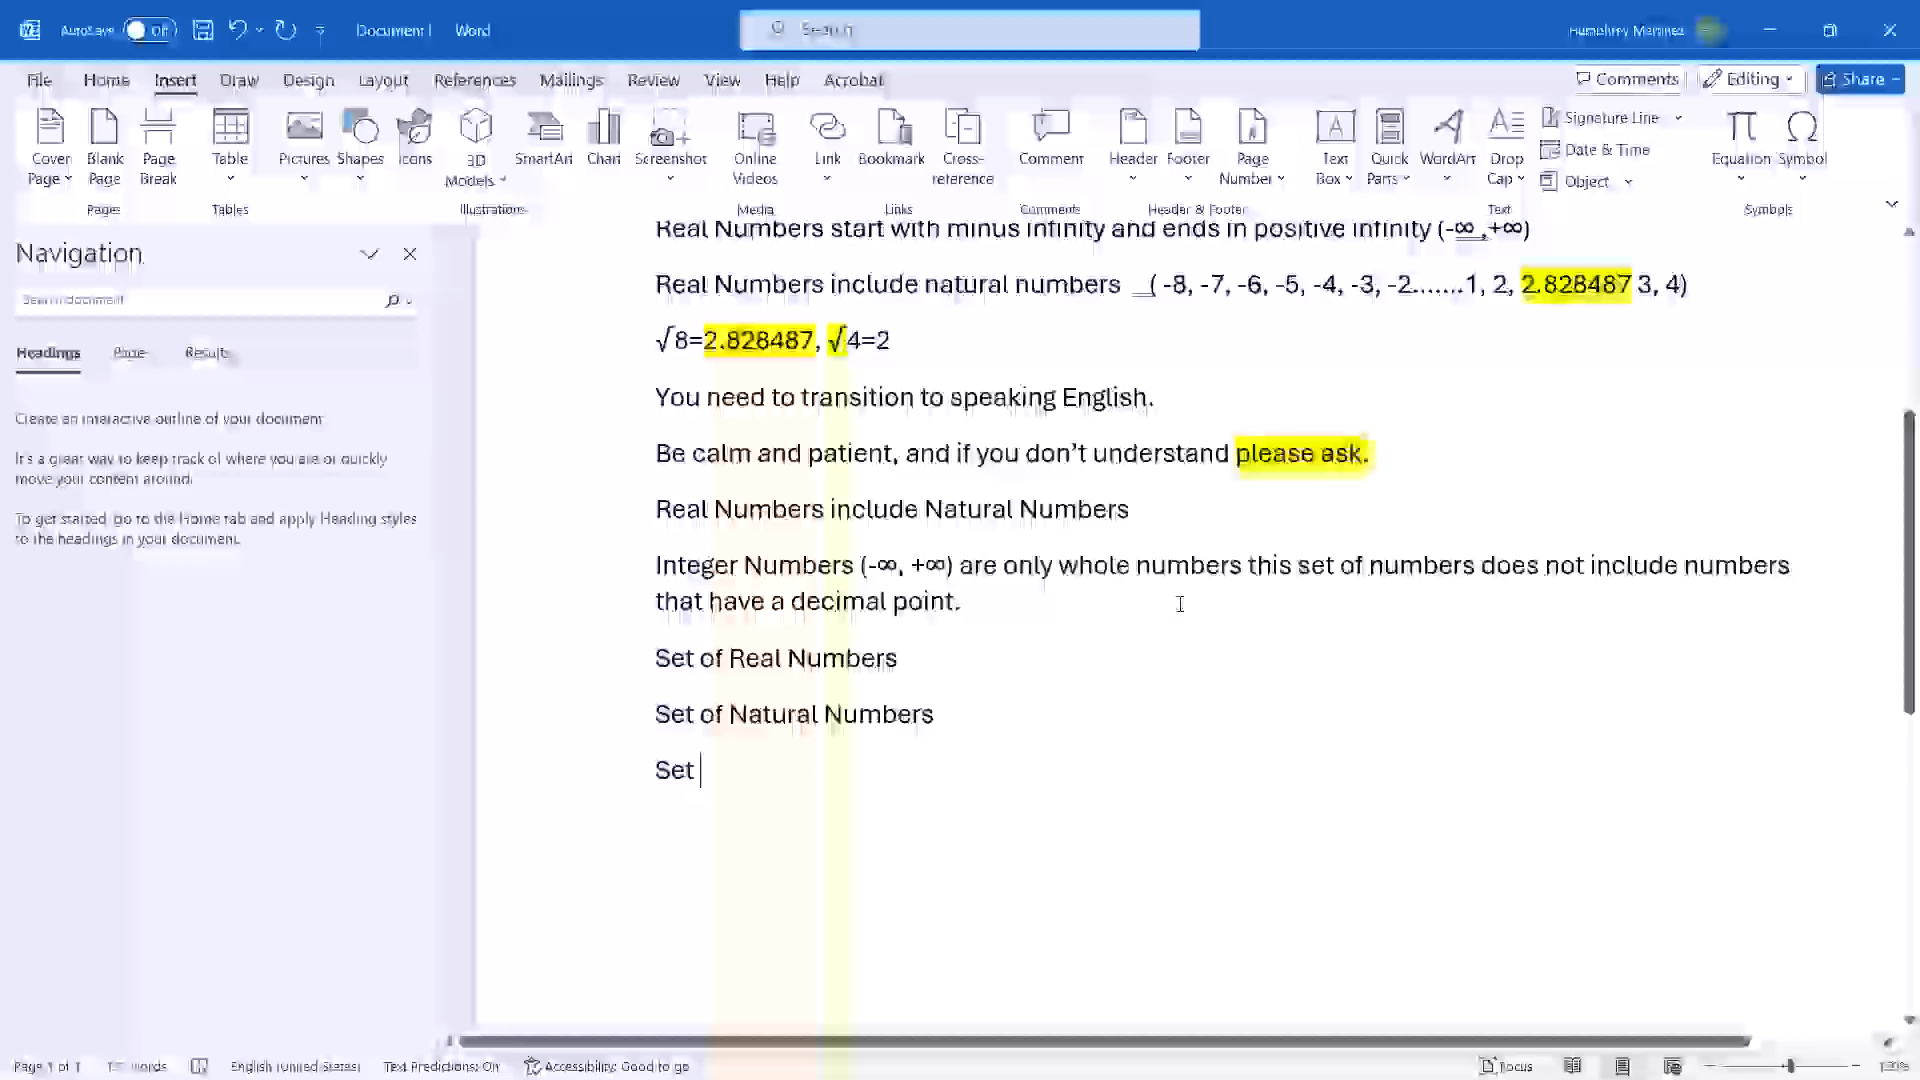 AutoSave Off Document1 Word Search Humphrey Martinez
File Home Insert Draw Design Layout References Mailings Review View Help Acrobat Comments Editing Share
Cover Page Blank Page Page Break Table Pictures Shapes Icons 3D Models SmartArt Chart Screenshot Online Videos Link Bookmark Cross-reference Comment Header Footer Page Number Text Box Quick Parts WordArt Drop Cap Signature Line Date & Time Object Equation Symbol
Pages Tables Illustrations Media Links Comments Header & Footer Text Symbols
Navigation
Search document
Headings Page Results
Create an interactive outline of your document
It's a great way to keep track of where you are or quickly
move your content around.
To get started, go to the Home tab and apply Heading styles
to the headings in your document.
Real Numbers start with minus infinity and ends in positive infinity (-∞ ,+∞)
Real Numbers include natural numbers ( -8, -7, -6, -5, -4, -3, -2.......1, 2, 2.828487 3, 4)
√8=2.828487, √4=2
You need to transition to speaking English.
Be calm and patient, and if you don’t understand please ask.
Real Numbers include Natural Numbers
Integer Numbers (-∞, +∞) are only whole numbers this set of numbers does not include numbers
that have a decimal point.
Set of Real Numbers
Set of Natural Numbers
Set
Page 1 of 1 words English (United States) Text Predictions: On Accessibility: Good to go Focus